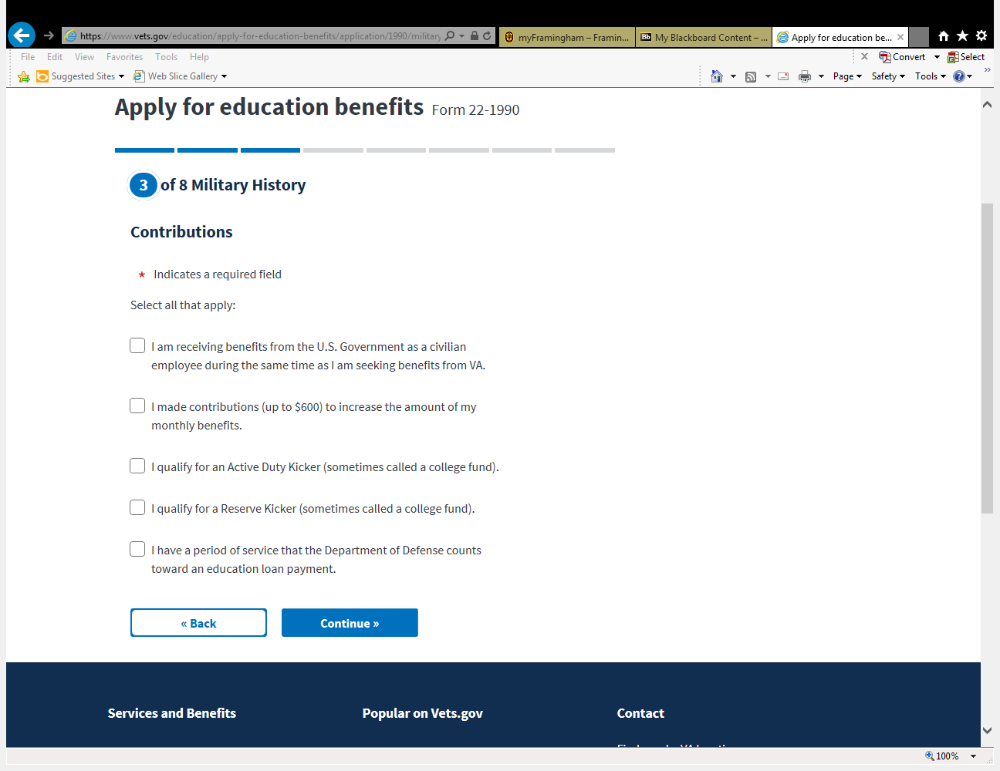 https://www.vets.gov/education/apply-for-education-benefits/application/1990/military
myFramingham – Framin...
Bb My Blackboard Content – ...
Apply for education be...
File Edit View Favorites Tools Help
Convert Select
Suggested Sites Web Slice Gallery
Page Safety Tools
Apply for education benefits Form 22-1990
3 of 8 Military History
Contributions
* Indicates a required field
Select all that apply:
I am receiving benefits from the U.S. Government as a civilian
employee during the same time as I am seeking benefits from VA.
I made contributions (up to $600) to increase the amount of my
monthly benefits.
I qualify for an Active Duty Kicker (sometimes called a college fund).
I qualify for a Reserve Kicker (sometimes called a college fund).
I have a period of service that the Department of Defense counts
toward an education loan payment.
« Back Continue »
Services and Benefits Popular on Vets.gov Contact
100%